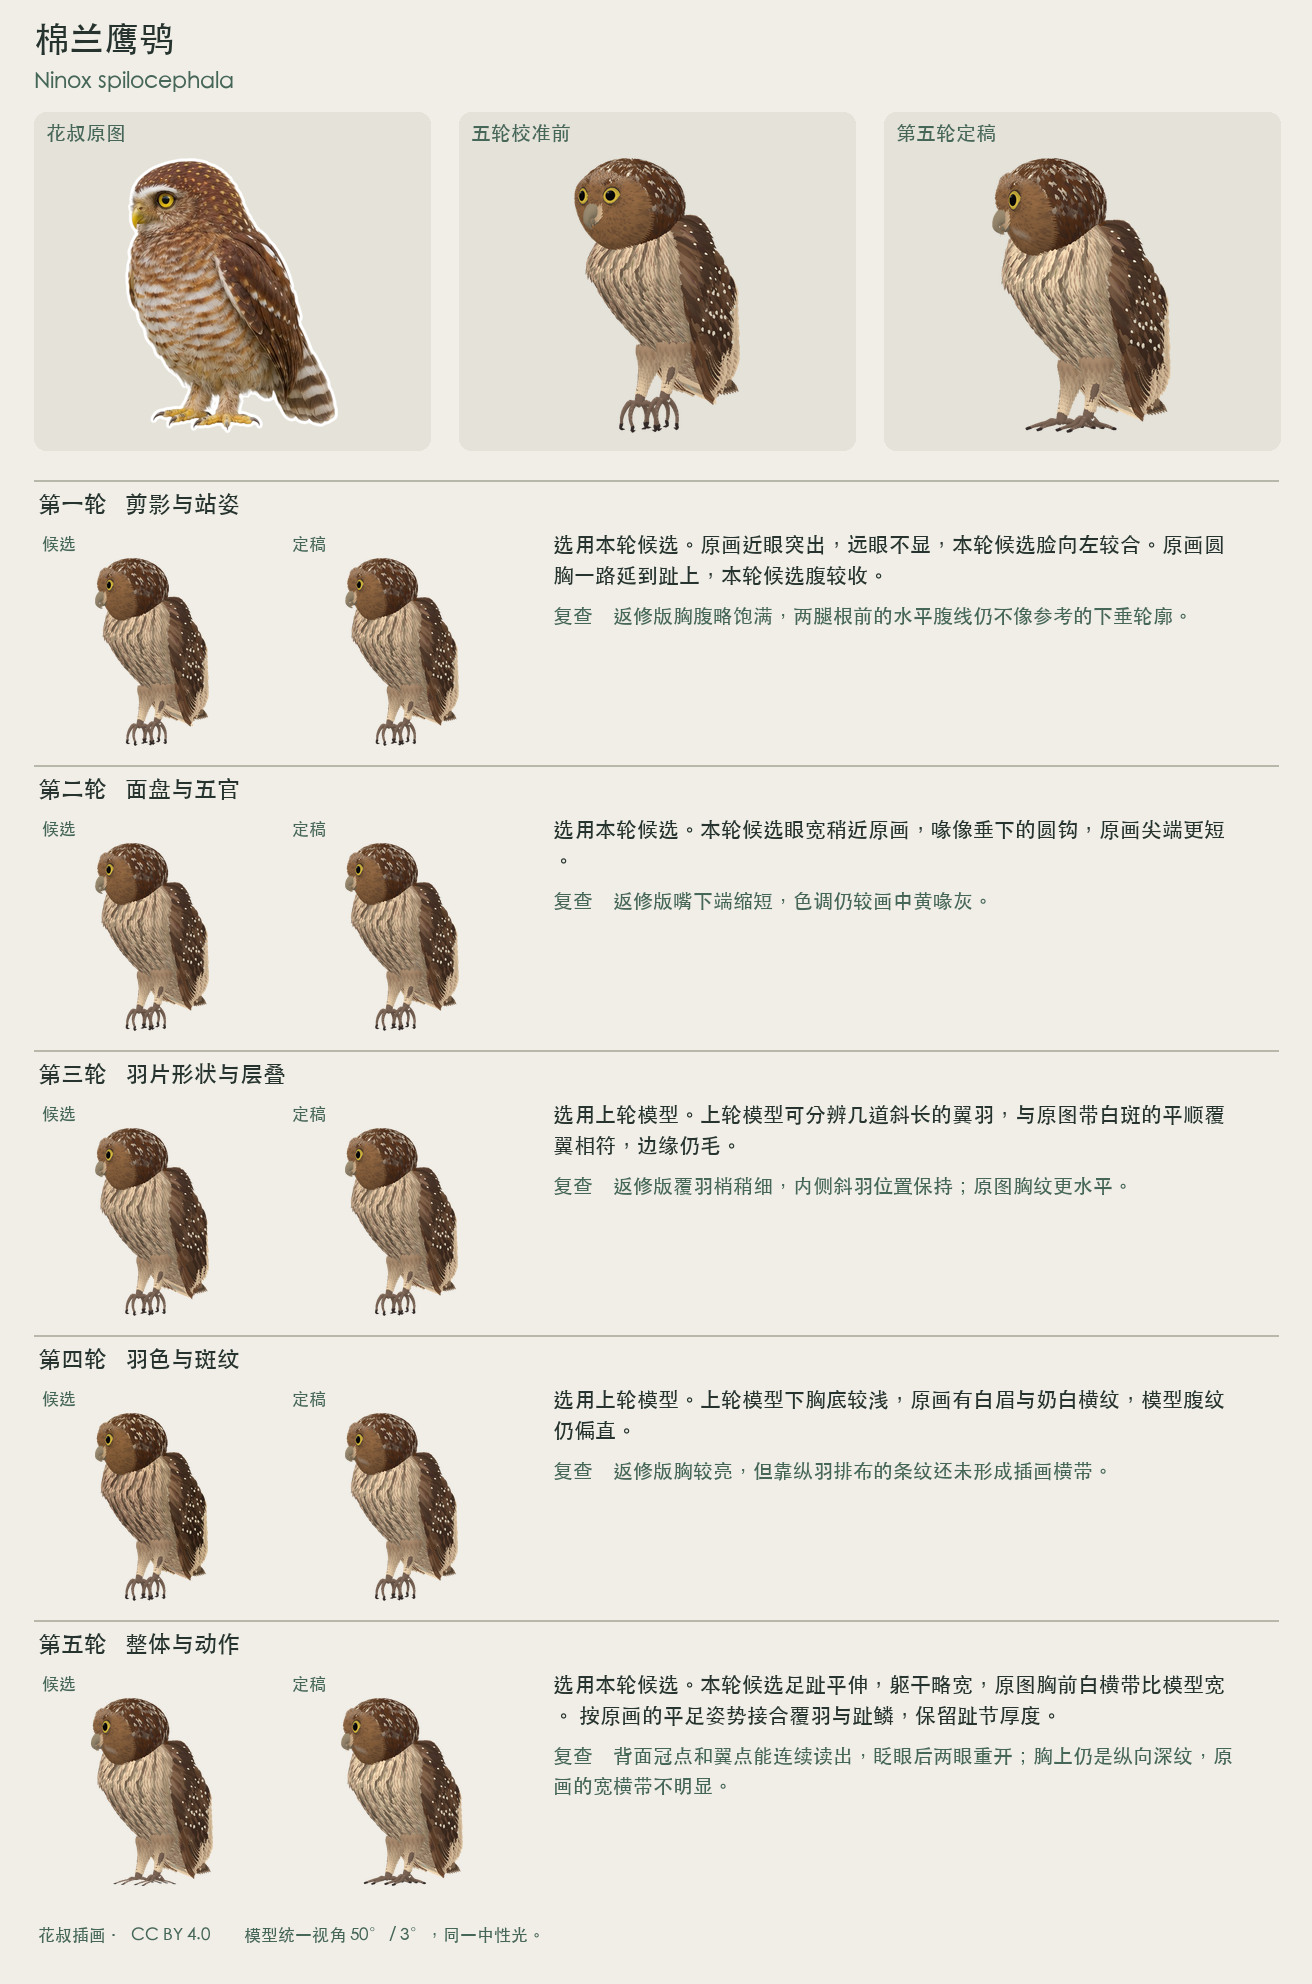 棉兰鹰鸮
Ninox spilocephala
花叔原图
五轮校准前
第五轮定稿
第一轮 剪影与站姿
候选
定稿
选用本轮候选。原画近眼突出，远眼不显，本轮候选脸向左较合。原画圆
胸一路延到趾上，本轮候选腹较收。
复查 返修版胸腹略饱满，两腿根前的水平腹线仍不像参考的下垂轮廓。
第二轮 面盘与五官
候选
定稿
选用本轮候选。本轮候选眼宽稍近原画，喙像垂下的圆钩，原画尖端更短
。
复查 返修版嘴下端缩短，色调仍较画中黄喙灰。
第三轮 羽片形状与层叠
候选
定稿
选用上轮模型。上轮模型可分辨几道斜长的翼羽，与原图带白斑的平顺覆
翼相符，边缘仍毛。
复查 返修版覆羽梢稍细，内侧斜羽位置保持；原图胸纹更水平。
第四轮 羽色与斑纹
候选
定稿
选用上轮模型。上轮模型下胸底较浅，原画有白眉与奶白横纹，模型腹纹
仍偏直。
复查 返修版胸较亮，但靠纵羽排布的条纹还未形成插画横带。
第五轮 整体与动作
候选
定稿
选用本轮候选。本轮候选足趾平伸，躯干略宽，原图胸前白横带比模型宽
。 按原画的平足姿势接合覆羽与趾鳞，保留趾节厚度。
复查 背面冠点和翼点能连续读出，眨眼后两眼重开；胸上仍是纵向深纹，原
画的宽横带不明显。
花叔插画 · CC BY 4.0 模型统一视角 50° / 3°，同一中性光。